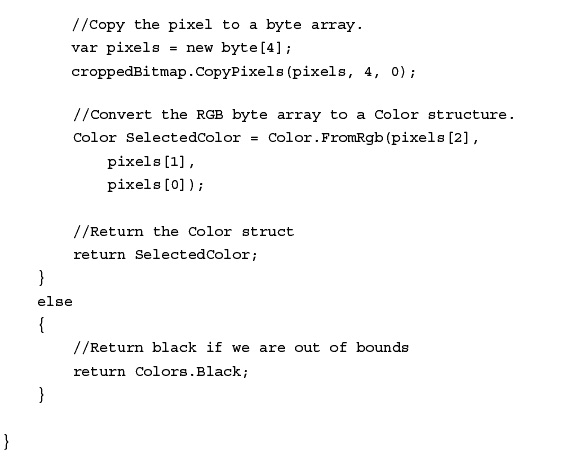 //Copy the pixel to a byte array.
var pixels = new byte[4];
croppedBitmap.CopyPixels(pixels, 4, 0);
//Convert the RGB byte array to a Color structure.
Color SelectedColor = Color.FromRgb(pixels[2],
pixels[1],
pixels[0]);
//Return the Color struct
return SelectedColor;
}
else
{
//Return black if we are out of bounds
return Colors.Black;
}
}